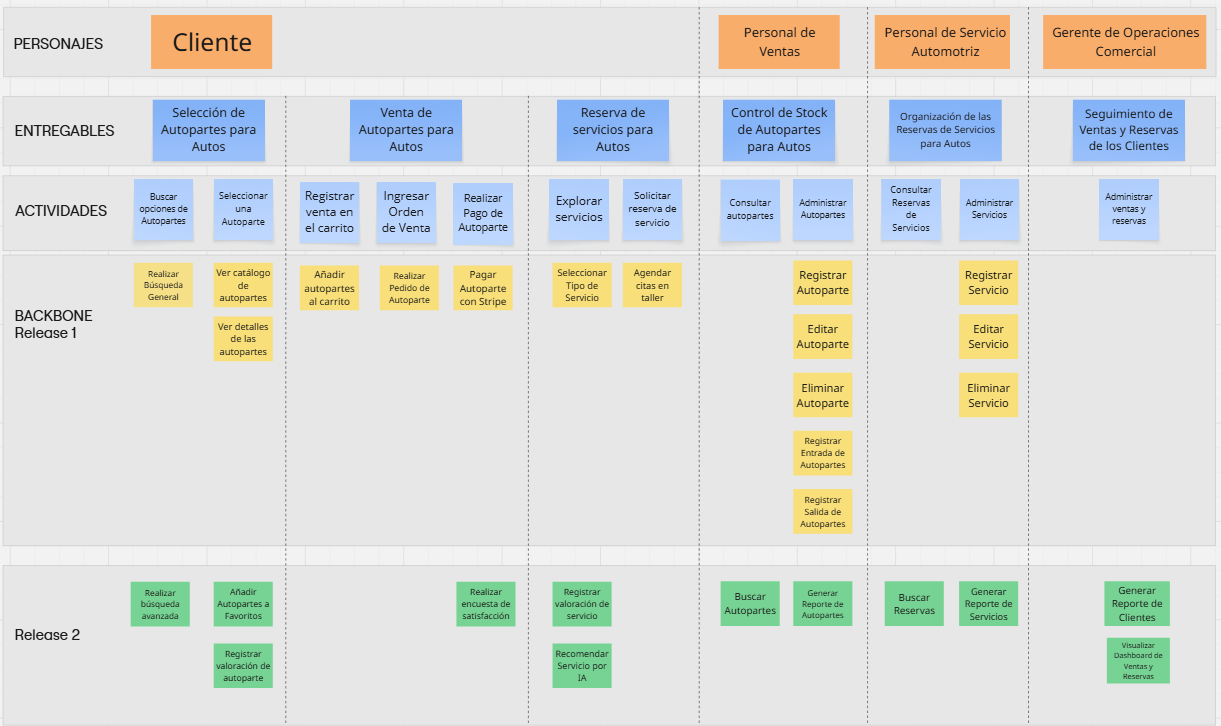 PERSONAJES
Cliente
Personal de
Ventas
Personal de Servicio
Automotriz
Gerente de Operaciones
Comercial
ENTREGABLES
Selección de
Autopartes para
Autos
Venta de
Autopartes para
Autos
Reserva de
servicios para
Autos
Control de Stock
de Autopartes
para Autos
Organización de las
Reservas de Servicios
para Autos
Seguimiento de
Ventas y Reservas
de los Clientes
ACTIVIDADES
Buscar
opciones de
Autopartes
Seleccionar
una
Autoparte
Registrar
venta en
el carrito
Ingresar
Orden
de Venta
Realizar
Pago de
Autoparte
Explorar
servicios
Solicitar
reserva de
servicio
Consultar
autopartes
Administrar
Autopartes
Consultar
Reservas
de
Servicios
Administrar
Servicios
Administrar
ventas y
reservas
BACKBONE
Release 1
Realizar
Búsqueda
General
Ver catálogo
de
autopartes
Ver detalles
de las
autopartes
Añadir
autopartes
al carrito
Realizar
Pedido de
Autoparte
Pagar
Autoparte
con Stripe
Seleccionar
Tipo de
Servicio
Agendar
citas en
taller
Registrar
Autoparte
Editar
Autoparte
Eliminar
Autoparte
Registrar
Entrada de
Autopartes
Registrar
Salida de
Autopartes
Registrar
Servicio
Editar
Servicio
Eliminar
Servicio
Release 2
Realizar
búsqueda
avanzada
Añadir
Autopartes a
Favoritos
Registrar
valoración de
autoparte
Realizar
encuesta de
satisfacción
Registrar
valoración de
servicio
Recomendar
Servicio por
IA
Buscar
Autopartes
Generar
Reporte de
Autopartes
Buscar
Reservas
Generar
Reporte de
Servicios
Generar
Reporte de
Clientes
Visualizar
Dashboard de
Ventas y
Reservas